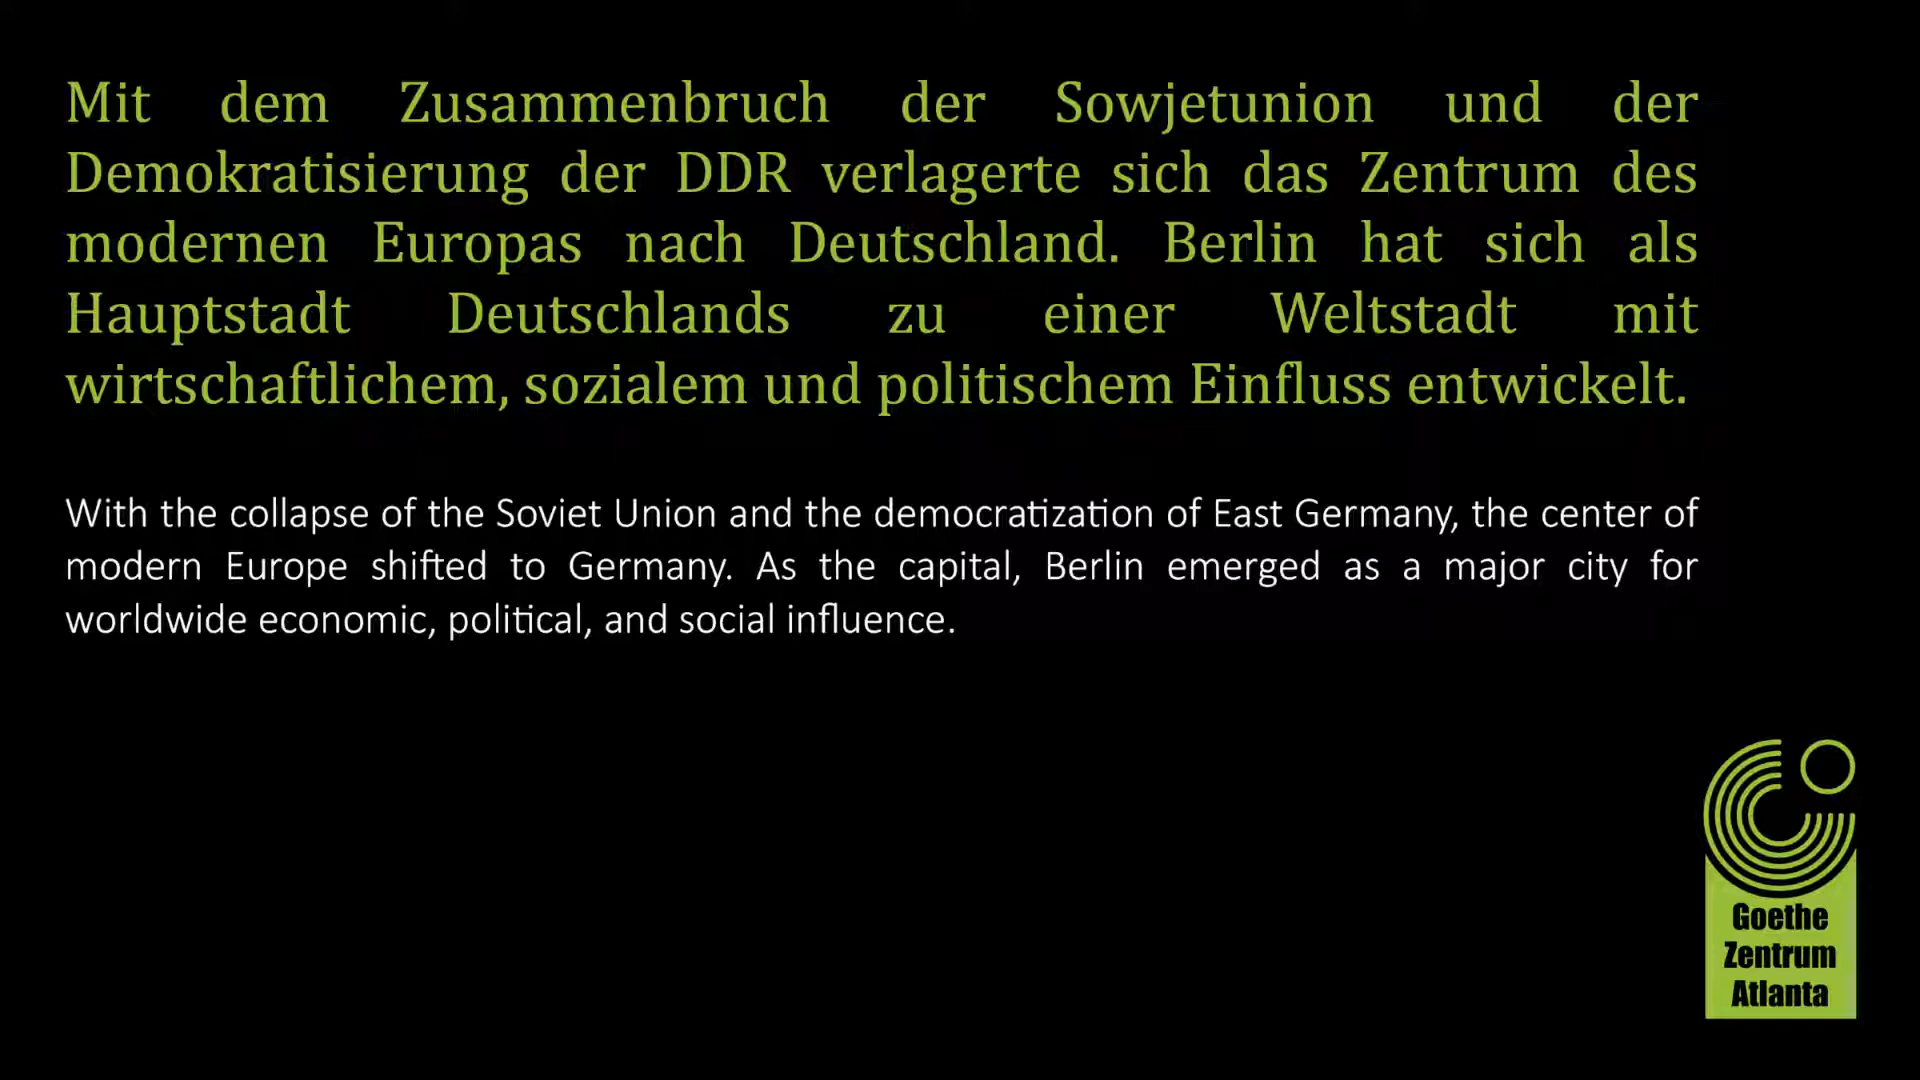 Mit dem Zusammenbruch der Sowjetunion und der
Demokratisierung der DDR verlagerte sich das Zentrum des
modernen Europas nach Deutschland. Berlin hat sich als
Hauptstadt Deutschlands zu einer Weltstadt mit
wirtschaftlichem, sozialem und politischem Einfluss entwickelt.
With the collapse of the Soviet Union and the democratization of East Germany, the center of
modern Europe shifted to Germany. As the capital, Berlin emerged as a major city for
worldwide economic, political, and social influence.
Goethe
Zentrum
Atlanta